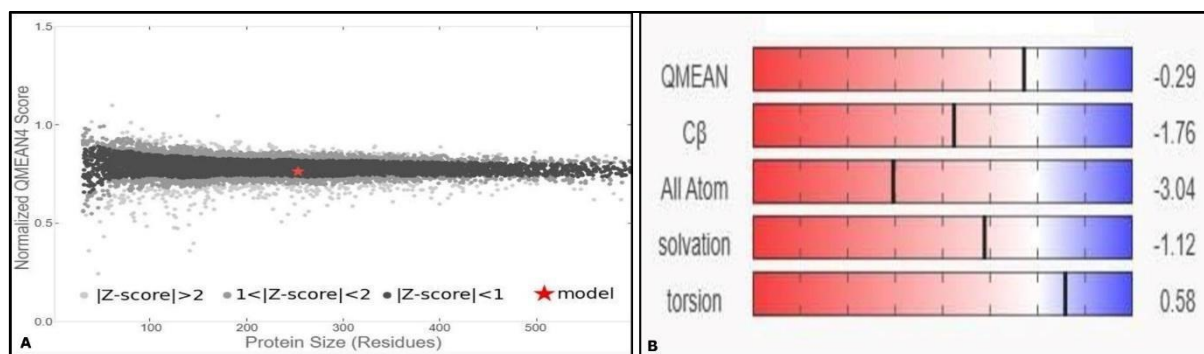 1.5
1.0
0.5
0.0
Normalized QMEAN4 Score
|Z-score|>2 1<|Z-score|<2 |Z-score|<1 model
100 200 300 400 500
Protein Size (Residues)
A
QMEAN -0.29
Cβ -1.76
All Atom -3.04
solvation -1.12
torsion 0.58
B